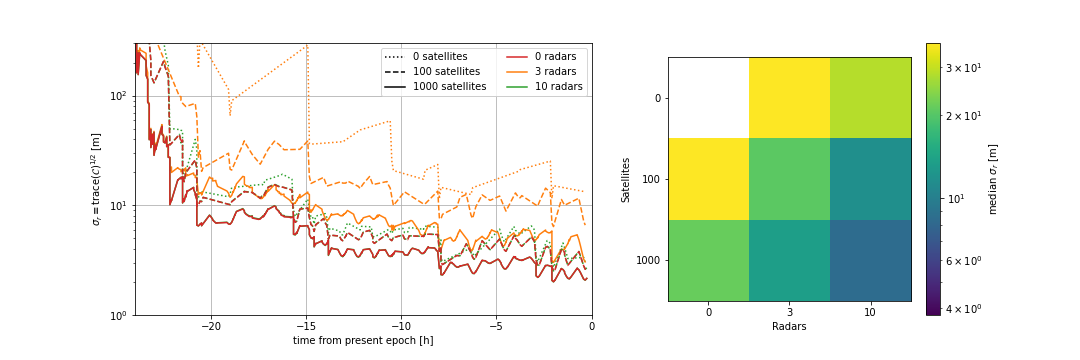 0 satellites
100 satellites
1000 satellites
0 radars
3 radars
10 radars
10²
10¹
10⁰
σᵣ ≡ trace(C)^{1/2} [m]
−20
−15
−10
−5
0
time from present epoch [h]
0
100
1000
Satellites
0
3
10
Radars
3 × 10¹
2 × 10¹
10¹
6 × 10⁰
4 × 10⁰
median σᵣ [m]